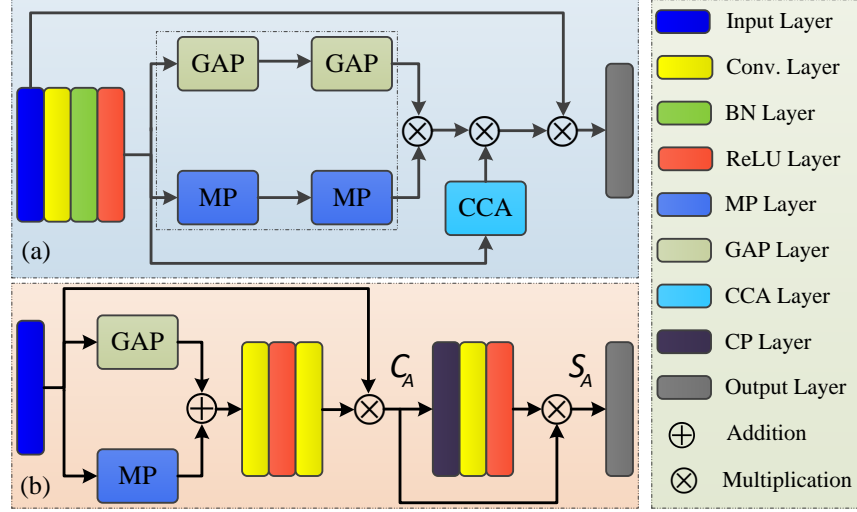 GAP GAP
MP MP
CCA
(a)
GAP
MP
C_A
S_A
(b)
Input Layer
Conv. Layer
BN Layer
ReLU Layer
MP Layer
GAP Layer
CCA Layer
CP Layer
Output Layer
Addition
Multiplication